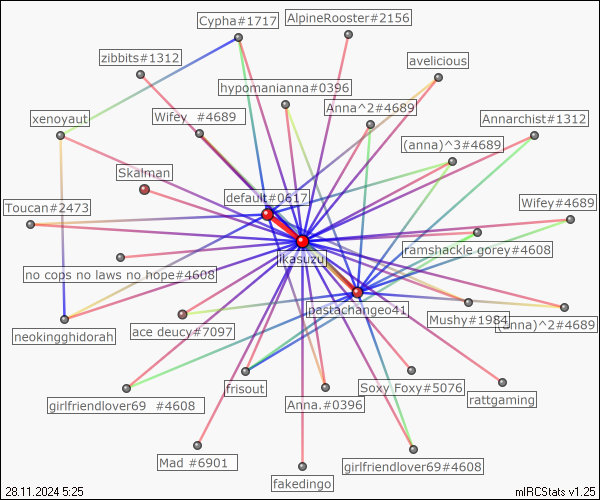 Cypha#1717
AlpineRooster#2156
zibbits#1312
avelicious
hypomanianna#0396
Anna^2#4689
xenoyaut
Wifey #4689
Annarchist#1312
(anna)^3#4689
Skalman
default#0617
Toucan#2473
Wifey#4689
ikasuzu
ramshackle gorey#4608
no cops no laws no hope#4608
pastachangeo41
Mushy#1984
(anna)^2#4689
neokingghidorah
ace deucy#7097
frisout
Soxy Foxy#5076
rattgaming
girlfriendlover69 #4608
Anna.#0396
Mad #6901
girlfriendlover69#4608
fakedingo
28.11.2024 5:25
mIRCStats v1.25